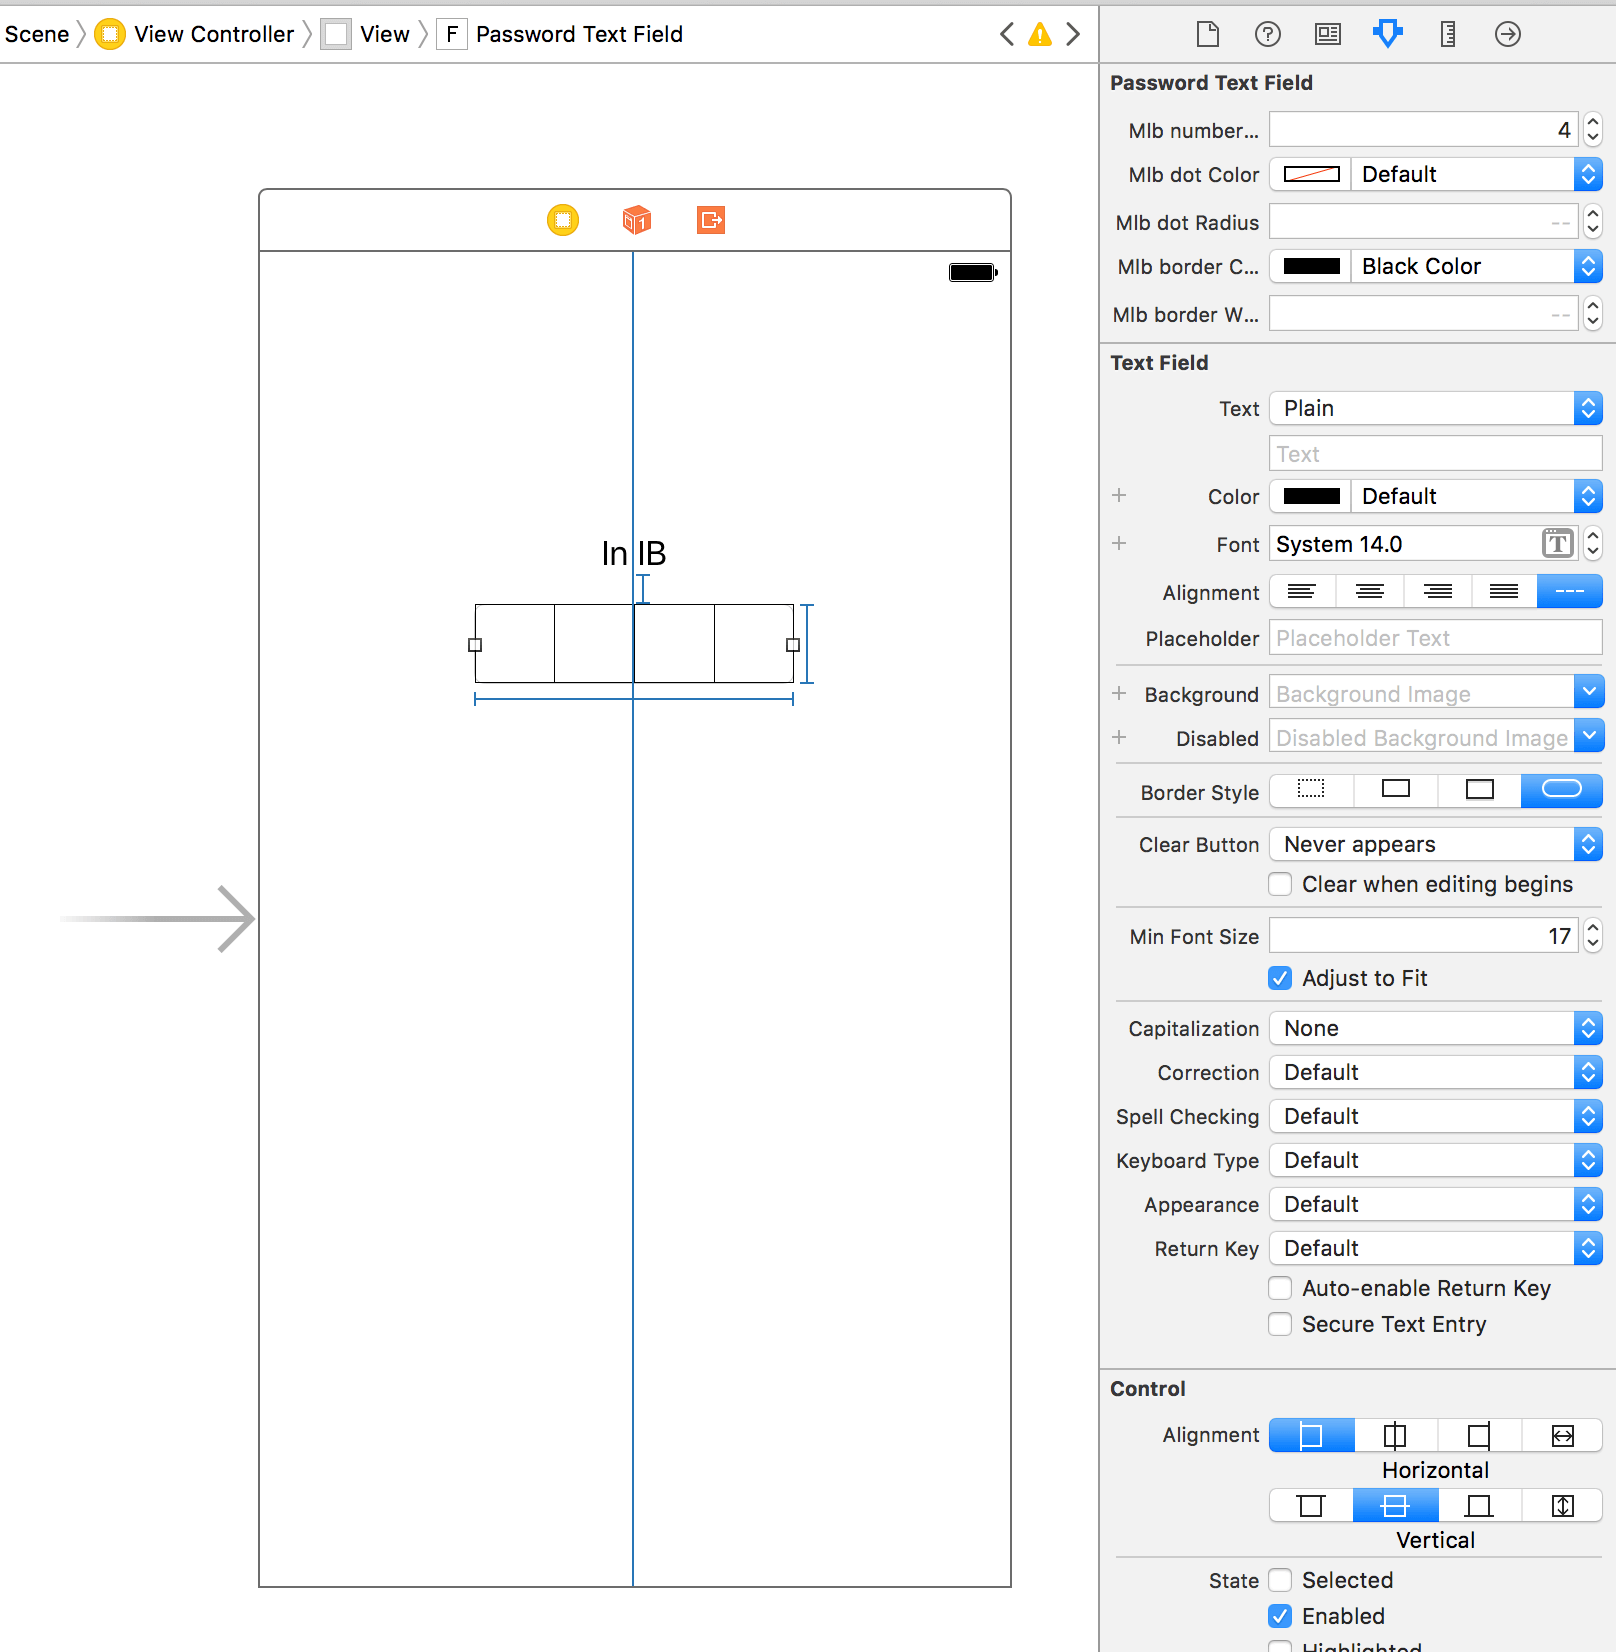 Scene View Controller View F Password Text Field
Password Text Field
Mlb number... 4
Mlb dot Color Default
Mlb dot Radius --
Mlb border C... Black Color
Mlb border W... --
Text Field
Text Plain
Text
Color Default
Font System 14.0 T
Alignment ---
Placeholder Placeholder Text
Background Background Image
Disabled Disabled Background Image
Border Style
Clear Button Never appears
Clear when editing begins
Min Font Size 17
Adjust to Fit
Capitalization None
Correction Default
Spell Checking Default
Keyboard Type Default
Appearance Default
Return Key Default
Auto-enable Return Key
Secure Text Entry
Control
Alignment
Horizontal
Vertical
State Selected
Enabled
Highlighted
1
In IB